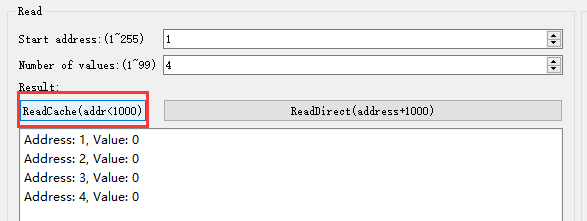 Read
Start address:(1~255) 1
Number of values:(1~99) 4
Result:
ReadCache(addr<1000) ReadDirect(address+1000)
Address: 1, Value: 0
Address: 2, Value: 0
Address: 3, Value: 0
Address: 4, Value: 0